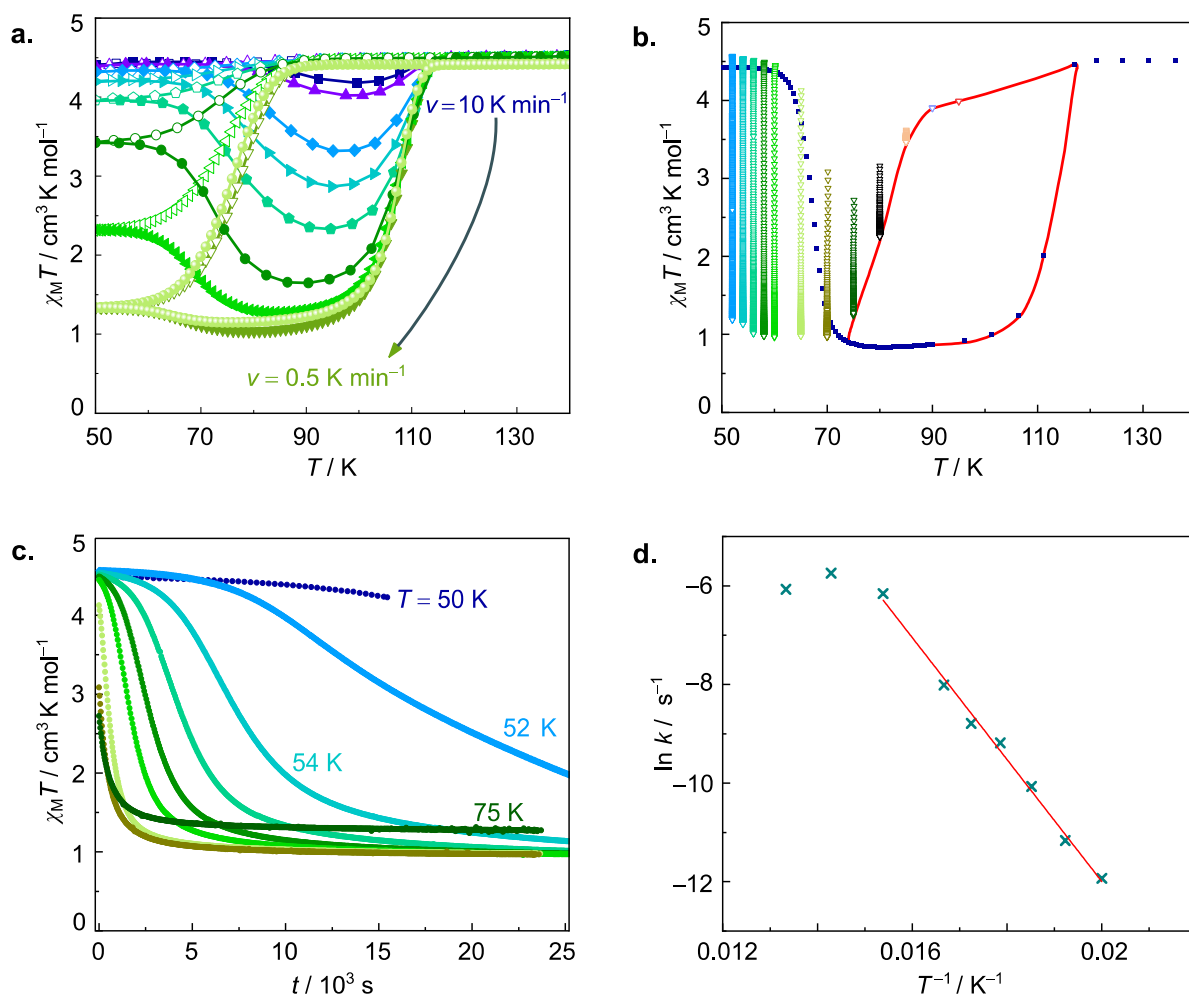 a.
5
4
3
2
1
0
χMT / cm³ K mol⁻¹
v = 10 K min⁻¹
v = 0.5 K min⁻¹
50 70 90 110 130
T / K
b.
5
4
3
2
1
0
χMT / cm³ K mol⁻¹
50 70 90 110 130
T / K
c.
5
4
3
2
1
0
χMT / cm³ K mol⁻¹
T = 50 K
52 K
54 K
75 K
0 5 10 15 20 25
t / 10³ s
d.
−6
−8
−10
−12
ln k / s⁻¹
0.012 0.016 0.02
T⁻¹ / K⁻¹